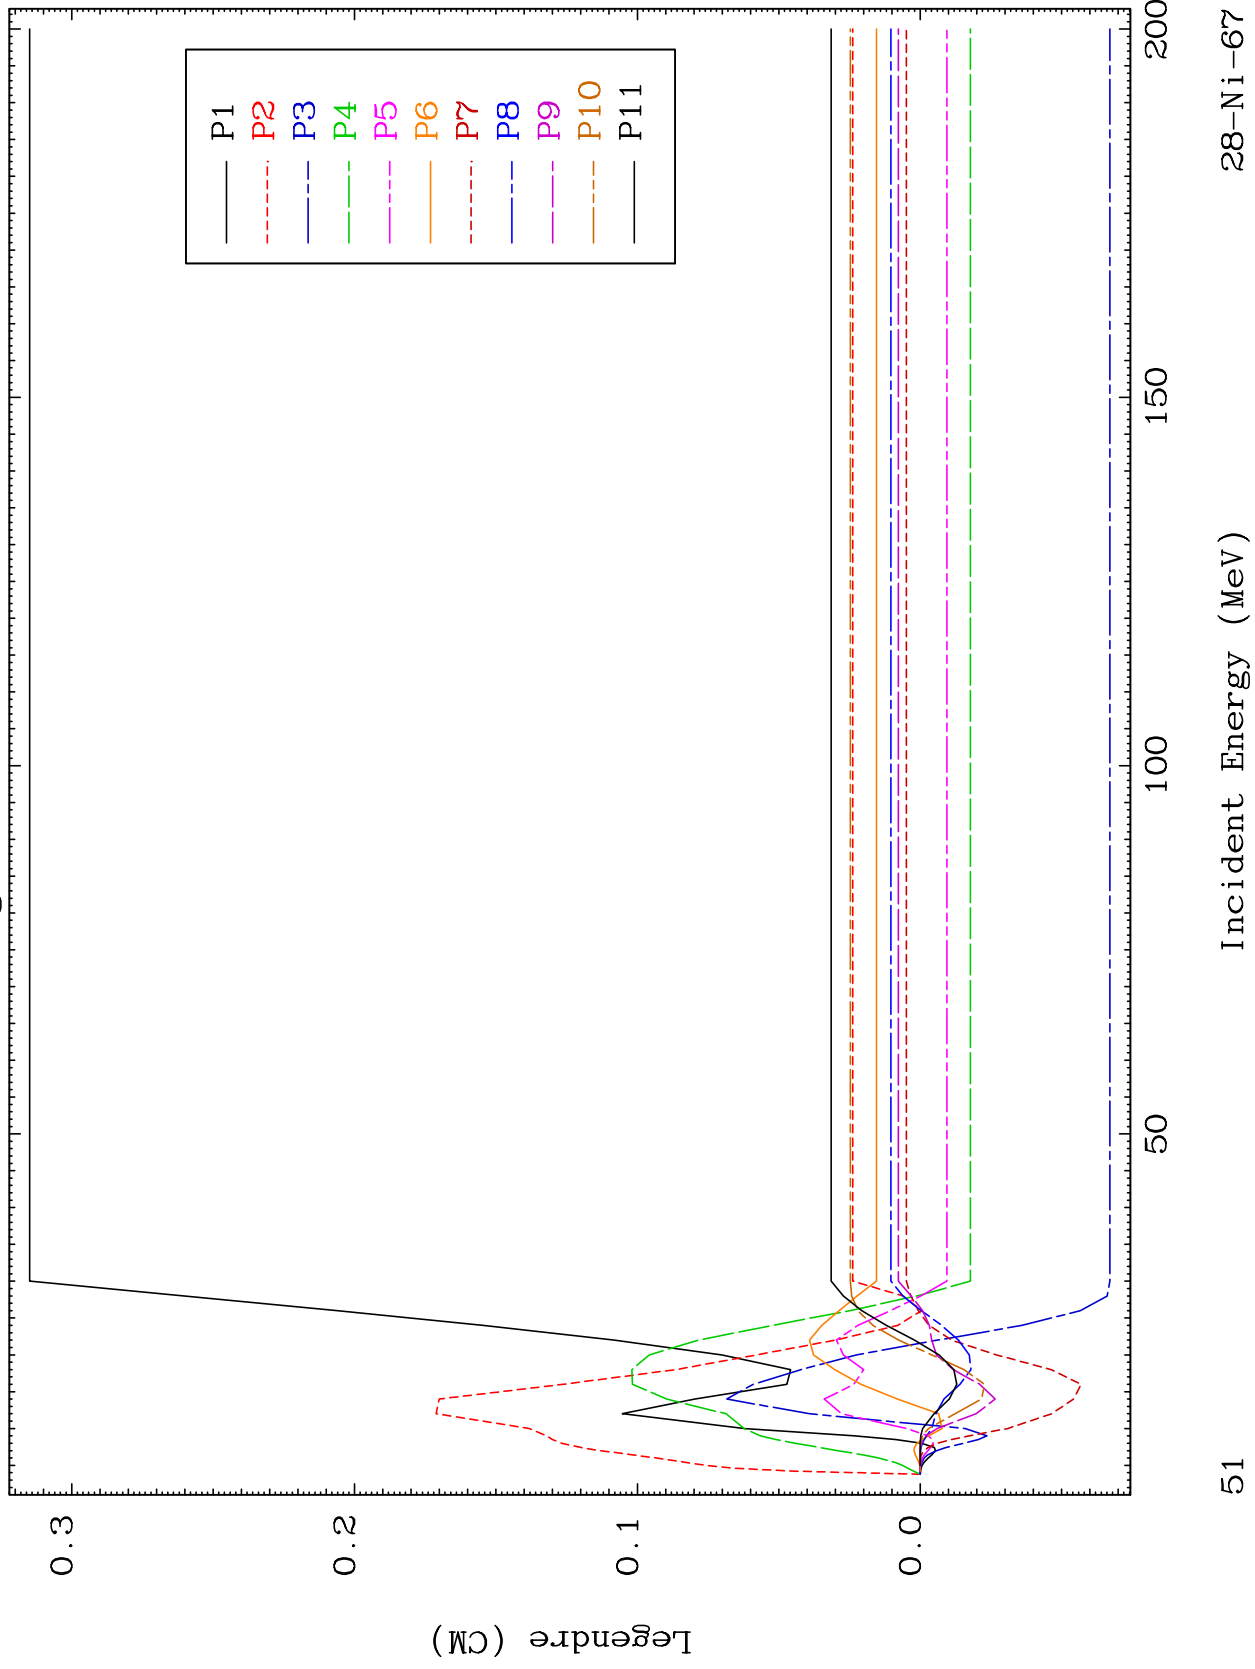 Legendre (CM)
0.3
0.2
0.1
0.0
P1
P2
P3
P4
P5
P6
P7
P8
P9
P10
P11
50
100
150
200
51
Incident Energy (MeV)
28-Ni-67